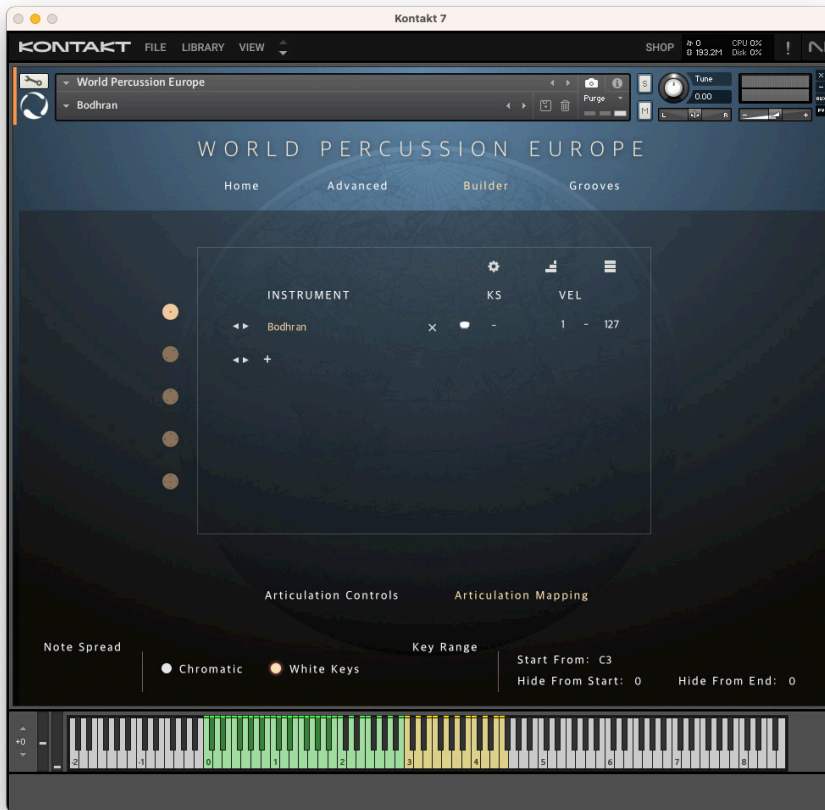 Kontakt 7
KONTAKT FILE LIBRARY VIEW SHOP 0 CPU 0%
193.2M Disk 0% !
World Percussion Europe
Bodhran
Purge
S
M
Tune
0.00
L R - +
AUX
PV
WORLD PERCUSSION EUROPE
Home Advanced Builder Grooves
INSTRUMENT KS VEL
Bodhran × - 1 - 127
+
Articulation Controls Articulation Mapping
Note Spread
Chromatic White Keys
Key Range
Start From: C3
Hide From Start: 0 Hide From End: 0
+0
-2 -1 0 1 2 3 4 5 6 7 8